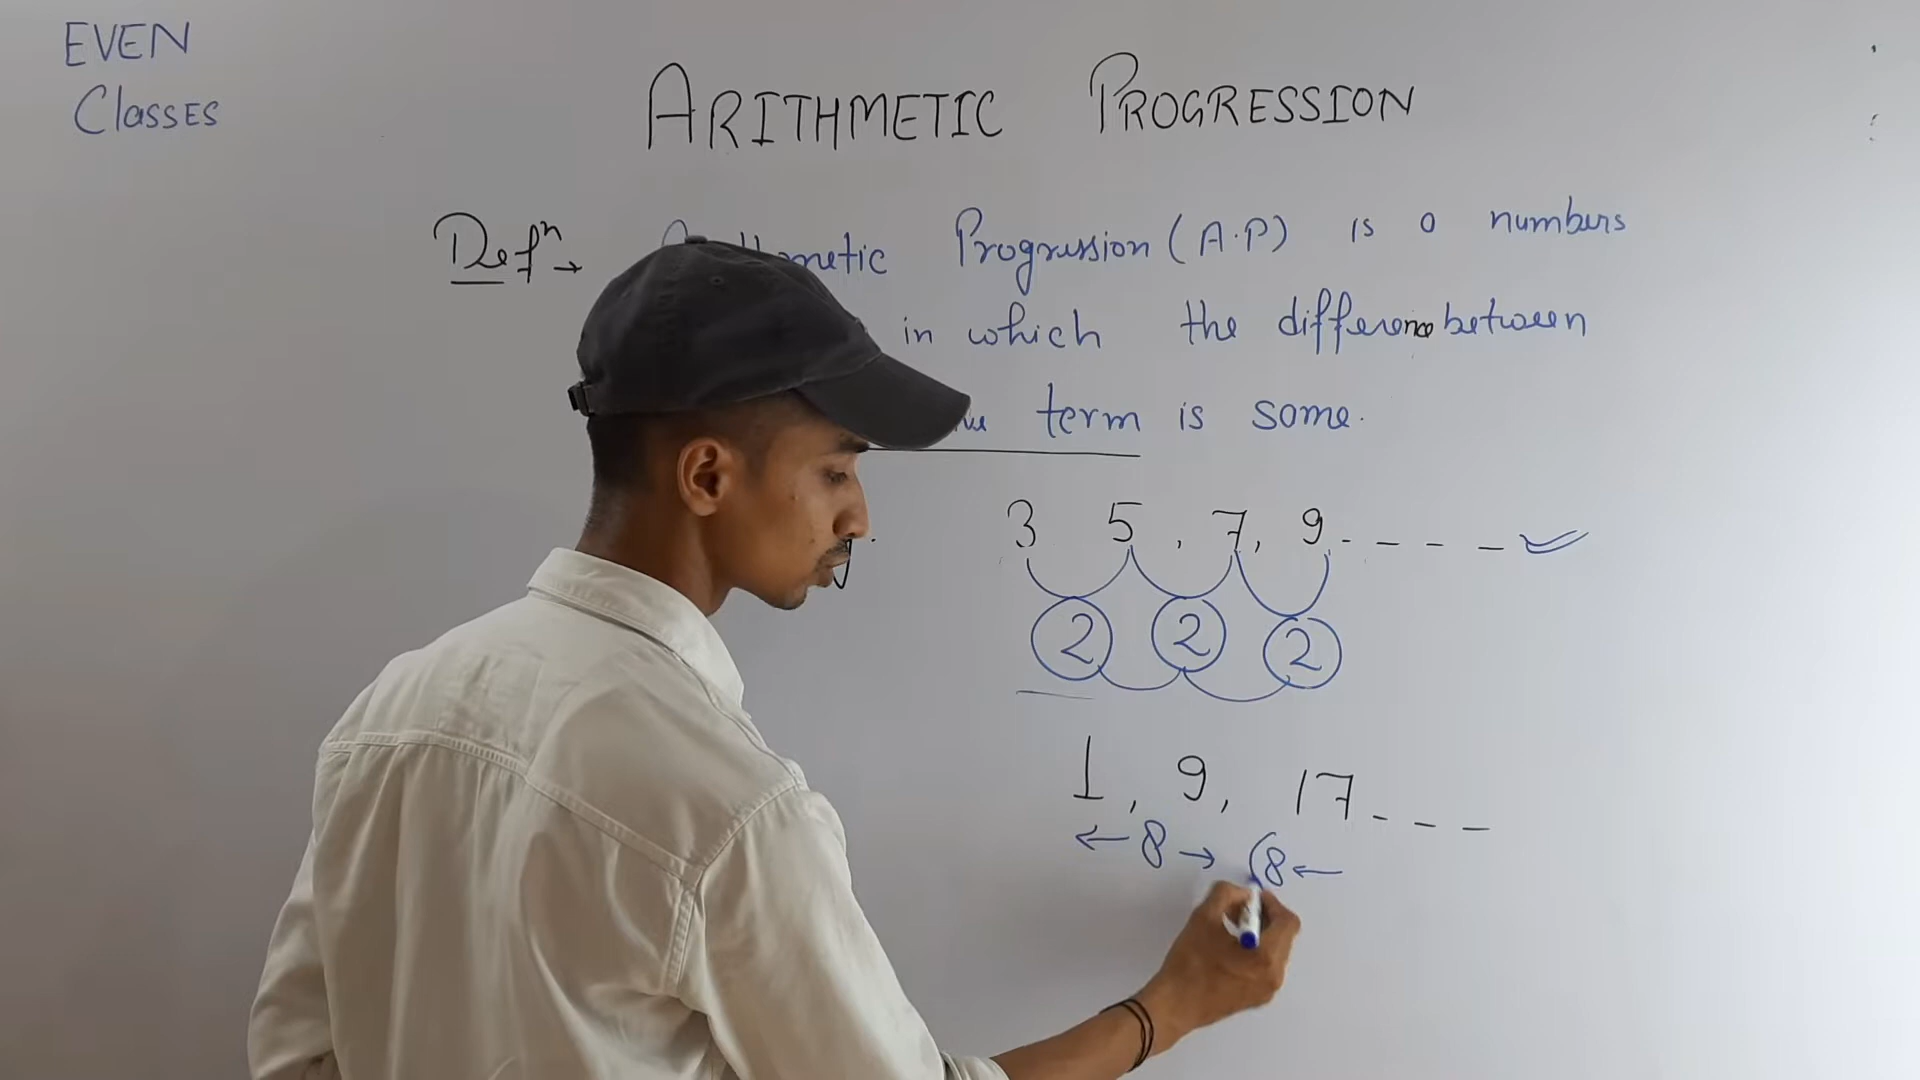 EVEN
Classes
ARITHMETIC PROGRESSION
Defⁿ → metic Progression (A.P) is a numbers
in which the difference between
term is same.
3 5 , 7, 9 - - - -
2 2 2
1 , 9, 17 - - -
← 8 → 8 ←